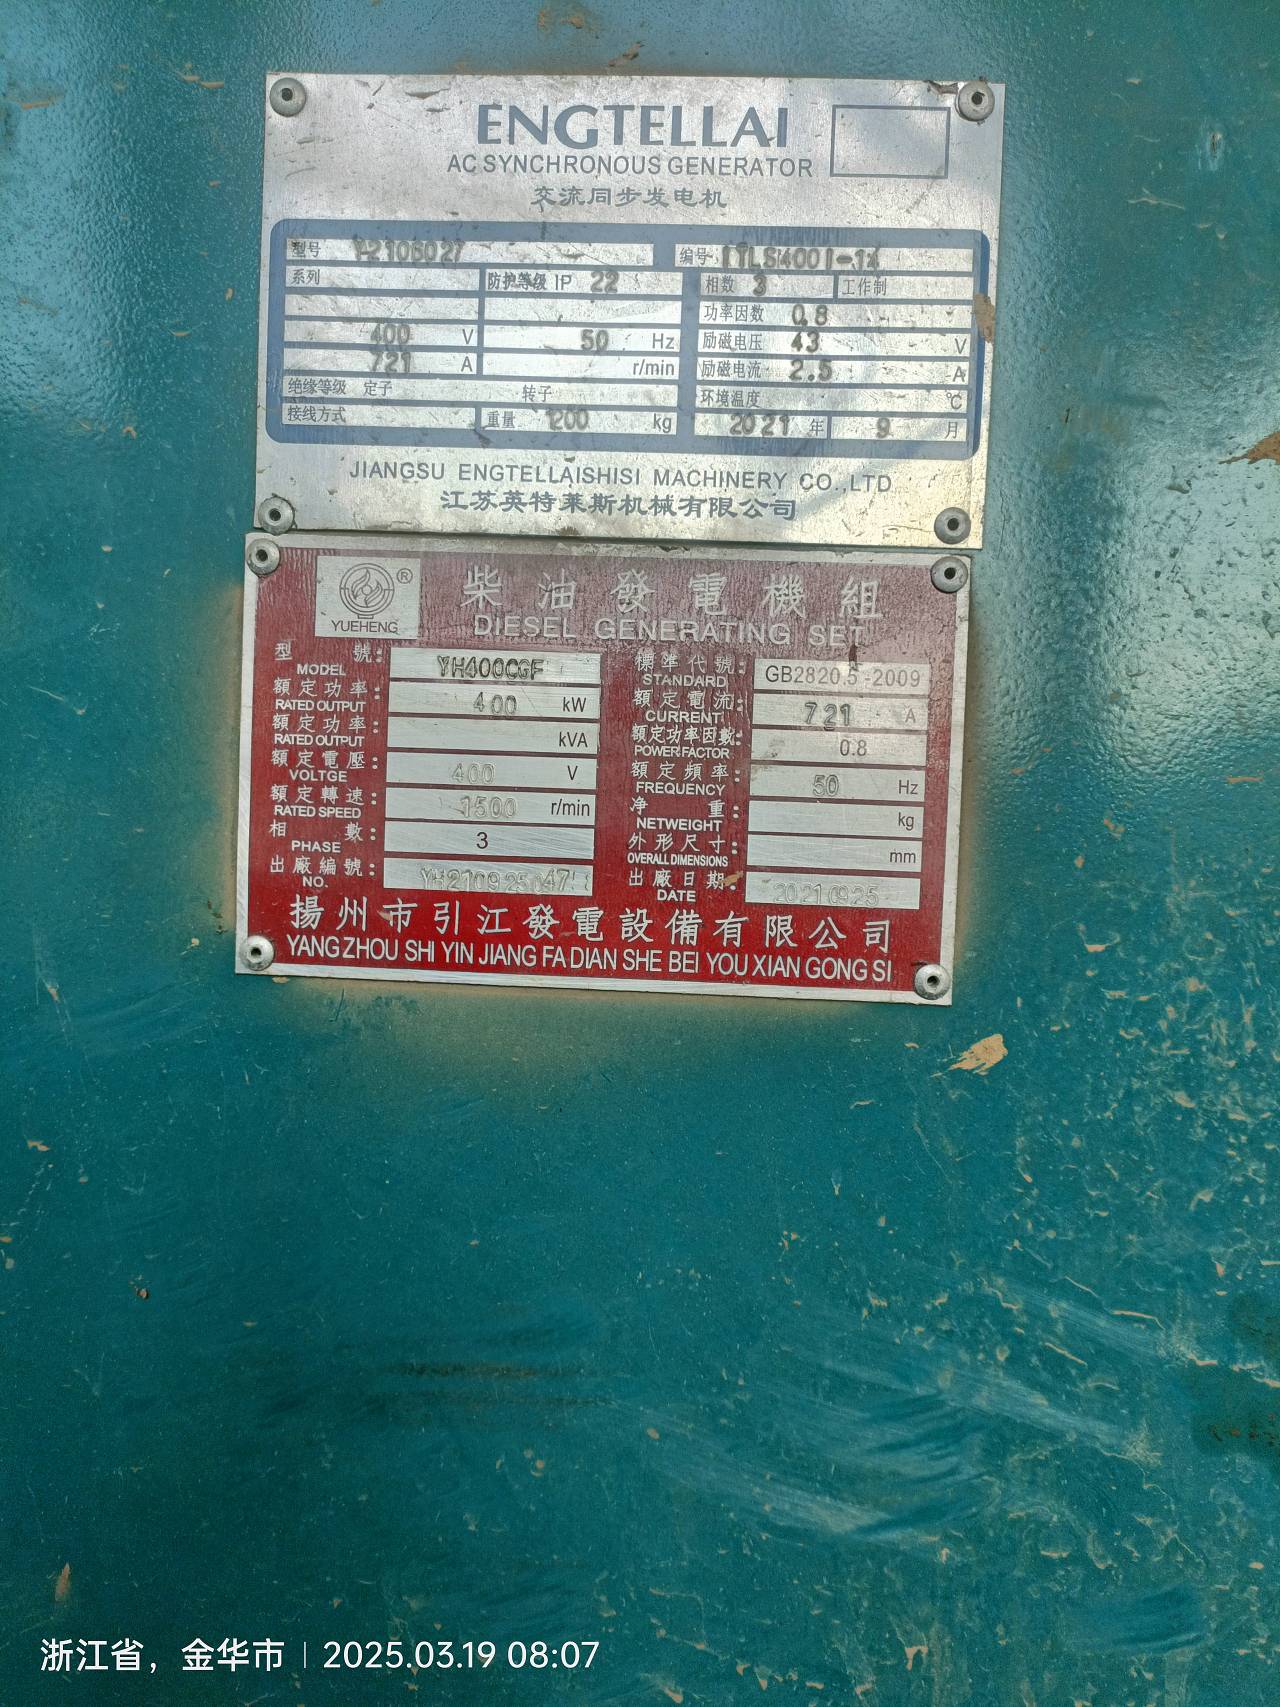 ENGTELLAI
AC SYNCHRONOUS GENERATOR
交流同步发电机
型号 Y2106027 编号
系列 防护等级 IP 22 相数 3 工作制
功率因数 0.8
400 V 50 Hz 励磁电压 43 V
721 A r/min 励磁电流 2.5 A
绝缘等级 定子 转子 环境温度 ℃
接线方式 重量 1200 kg 2021 年 9 月
JIANGSU ENGTELLAISHISI MACHINERY CO.,LTD
江苏英特莱斯机械有限公司
YUEHENG ®
柴油發電機組
DIESEL GENERATING SET
型號: YH400CGF 標準代號: GB2820.5-2009
MODEL STANDARD
額定功率: 400 kW 額定電流: 721 A
RATED OUTPUT CURRENT
額定功率: kVA 額定功率因數: 0.8
RATED OUTPUT POWER FACTOR
額定電壓: 400 V 額定頻率: 50 Hz
VOLTGE FREQUENCY
額定轉速: 1500 r/min 净重: kg
RATED SPEED NETWEIGHT
相數: 3 外形尺寸: mm
PHASE OVERALL DIMENSIONS
出廠編號: 出廠日期: 20210925
NO. DATE
揚州市引江發電設備有限公司
YANG ZHOU SHI YIN JIANG FA DIAN SHE BEI YOU XIAN GONG SI
浙江省，金华市 | 2025.03.19 08:07